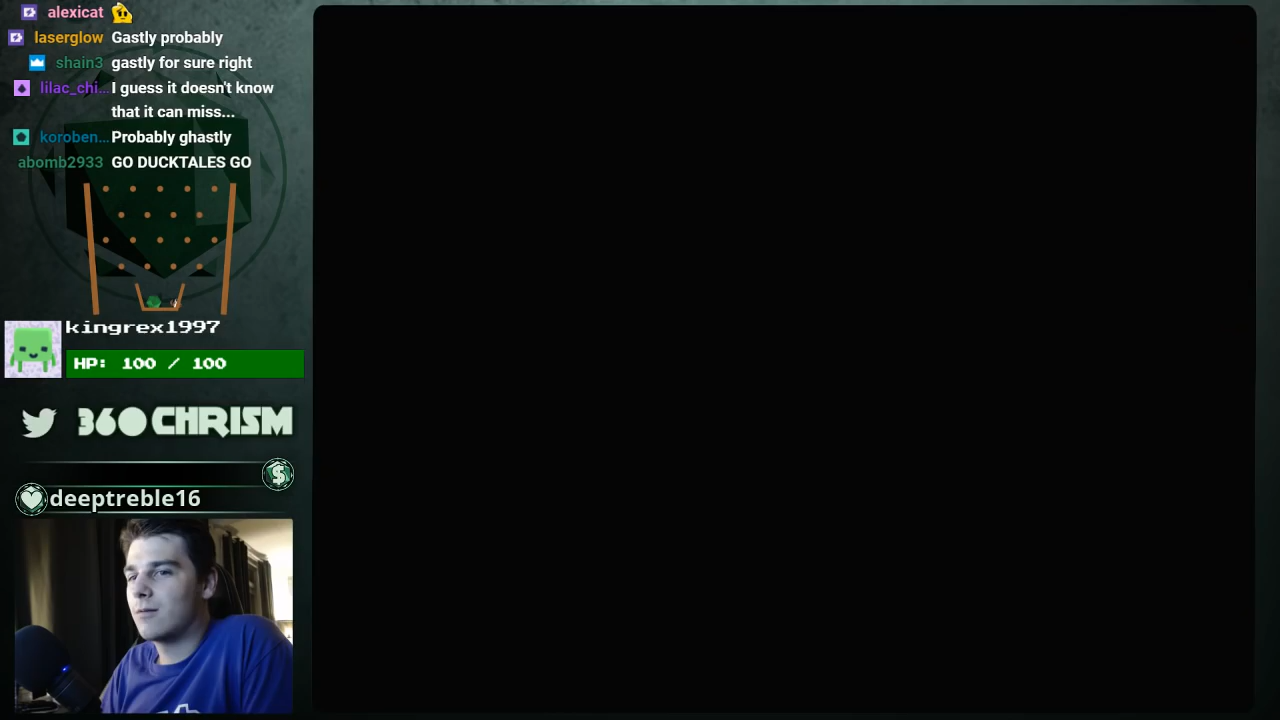 alexicat
laserglow Gastly probably
shain3 gastly for sure right
lilac_chi... I guess it doesn't know
that it can miss...
koroben... Probably ghastly
abomb2933 GO DUCKTALES GO
kingrex1997
HP: 100 / 100
360CHRISM
$
deeptreble16